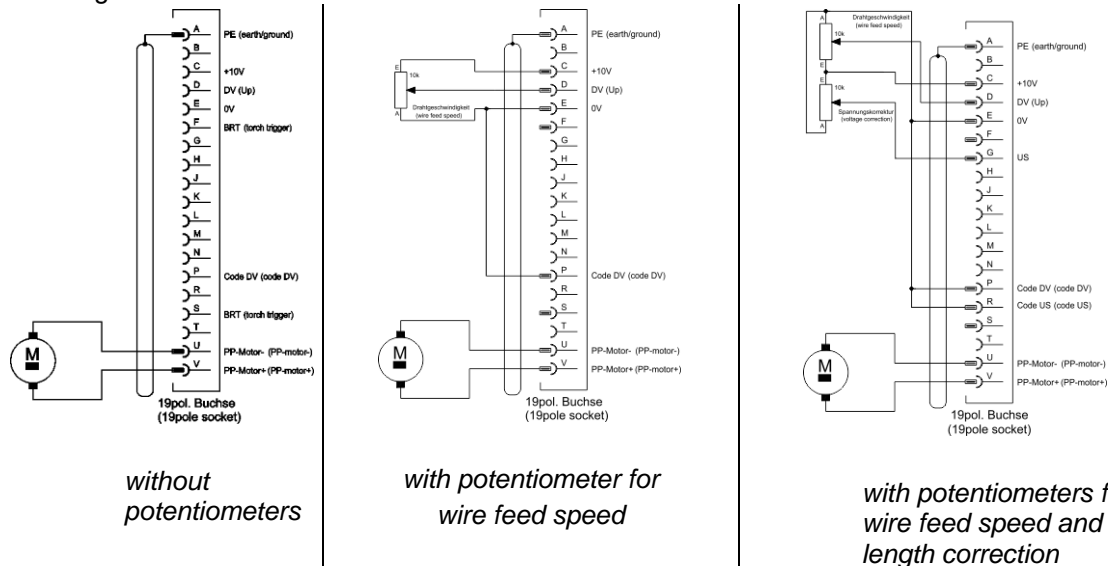 A PE (earth/ground)
B
C +10V
D DV (Up)
E 0V
F BRT (torch trigger)
G
H
J
K
L
M
N
P Code DV (code DV)
R
S BRT (torch trigger)
T
U PP-Motor- (PP-motor-)
V PP-Motor+ (PP-motor+)
M
19pol. Buchse
(19pole socket)
without
potentiometers
A PE (earth/ground)
B
C +10V
D DV (Up)
E 0V
F
G
H
J
K
L
M
N
P Code DV (code DV)
R
S
T
U PP-Motor- (PP-motor-)
V PP-Motor+ (PP-motor+)
E
10k
Drahtgeschwindigkeit
(wire feed speed)
A
M
19pol. Buchse
(19pole socket)
with potentiometer for
wire feed speed
A
Drahtgeschwindigkeit
(wire feed speed)
10k
E
E
10k
Spannungskorrektur
(voltage correction)
A
A PE (earth/ground)
B
C +10V
D DV (Up)
E 0V
F
G US
H
J
K
L
M
N
P Code DV (code DV)
R Code US (code US)
S
T
U PP-Motor- (PP-motor-)
V PP-Motor+ (PP-motor+)
M
19pol. Buchse
(19pole socket)
with potentiometers
wire feed speed and
length correction